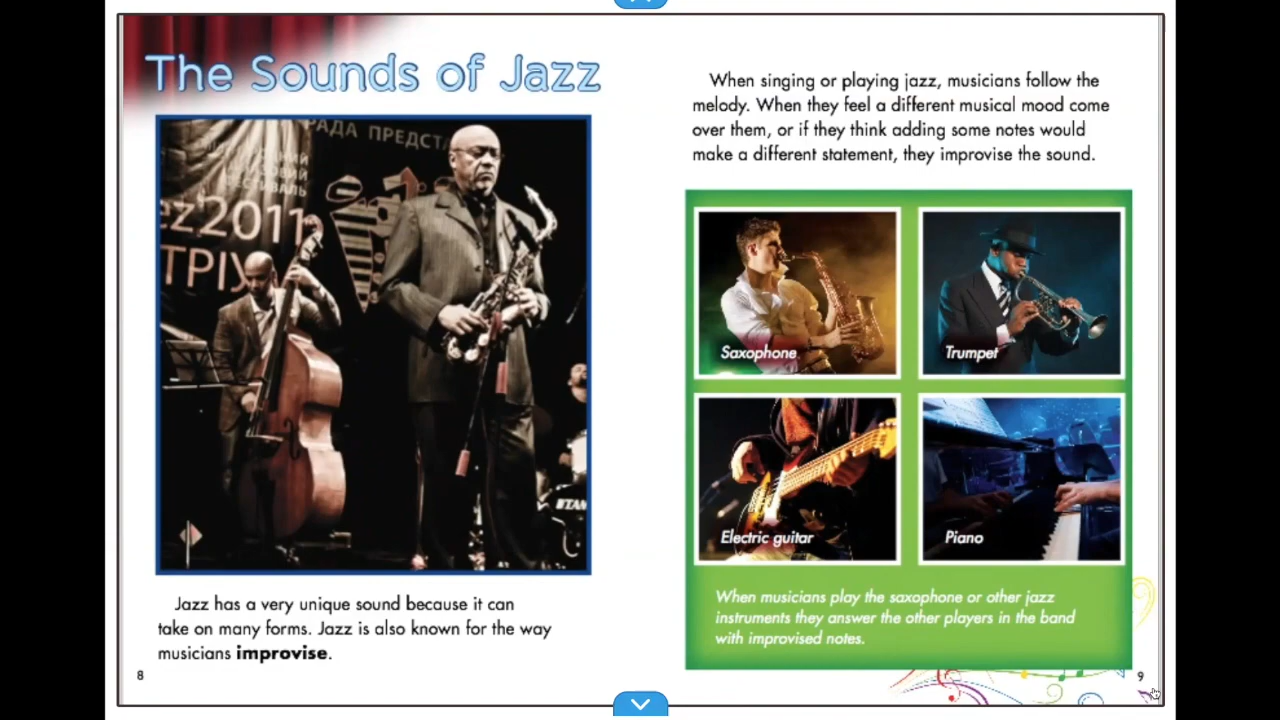 The Sounds of Jazz
РАДА ПРЕДСТА
ФЕСТИВАЛЬ
ez2011
ТРІУ
Jazz has a very unique sound because it can
take on many forms. Jazz is also known for the way
musicians improvise.
8
When singing or playing jazz, musicians follow the
melody. When they feel a different musical mood come
over them, or if they think adding some notes would
make a different statement, they improvise the sound.
Saxophone
Trumpet
Electric guitar
Piano
When musicians play the saxophone or other jazz
instruments they answer the other players in the band
with improvised notes.
9